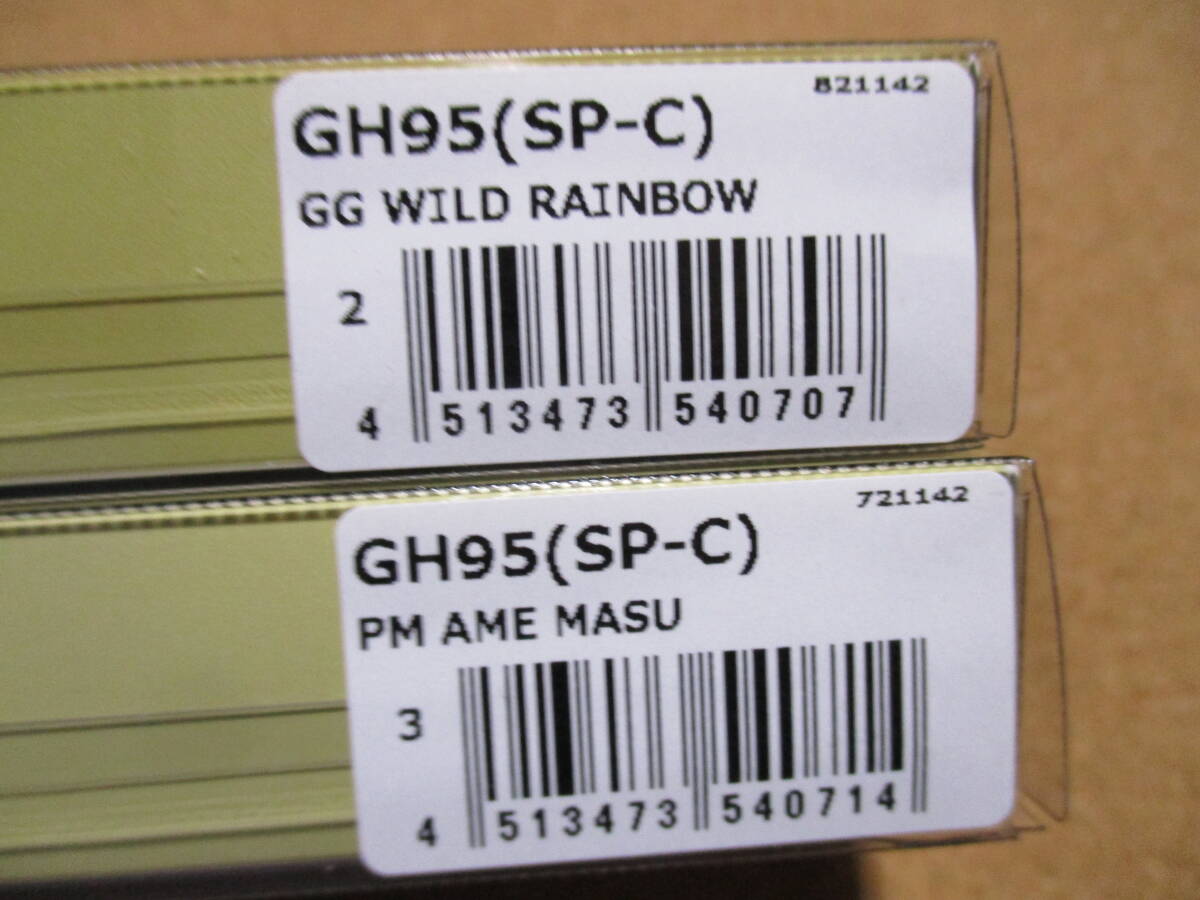 821142
GH95(SP-C)
GG WILD RAINBOW
2
4 513473 540707
721142
GH95(SP-C)
PM AME MASU
3
4 513473 540714